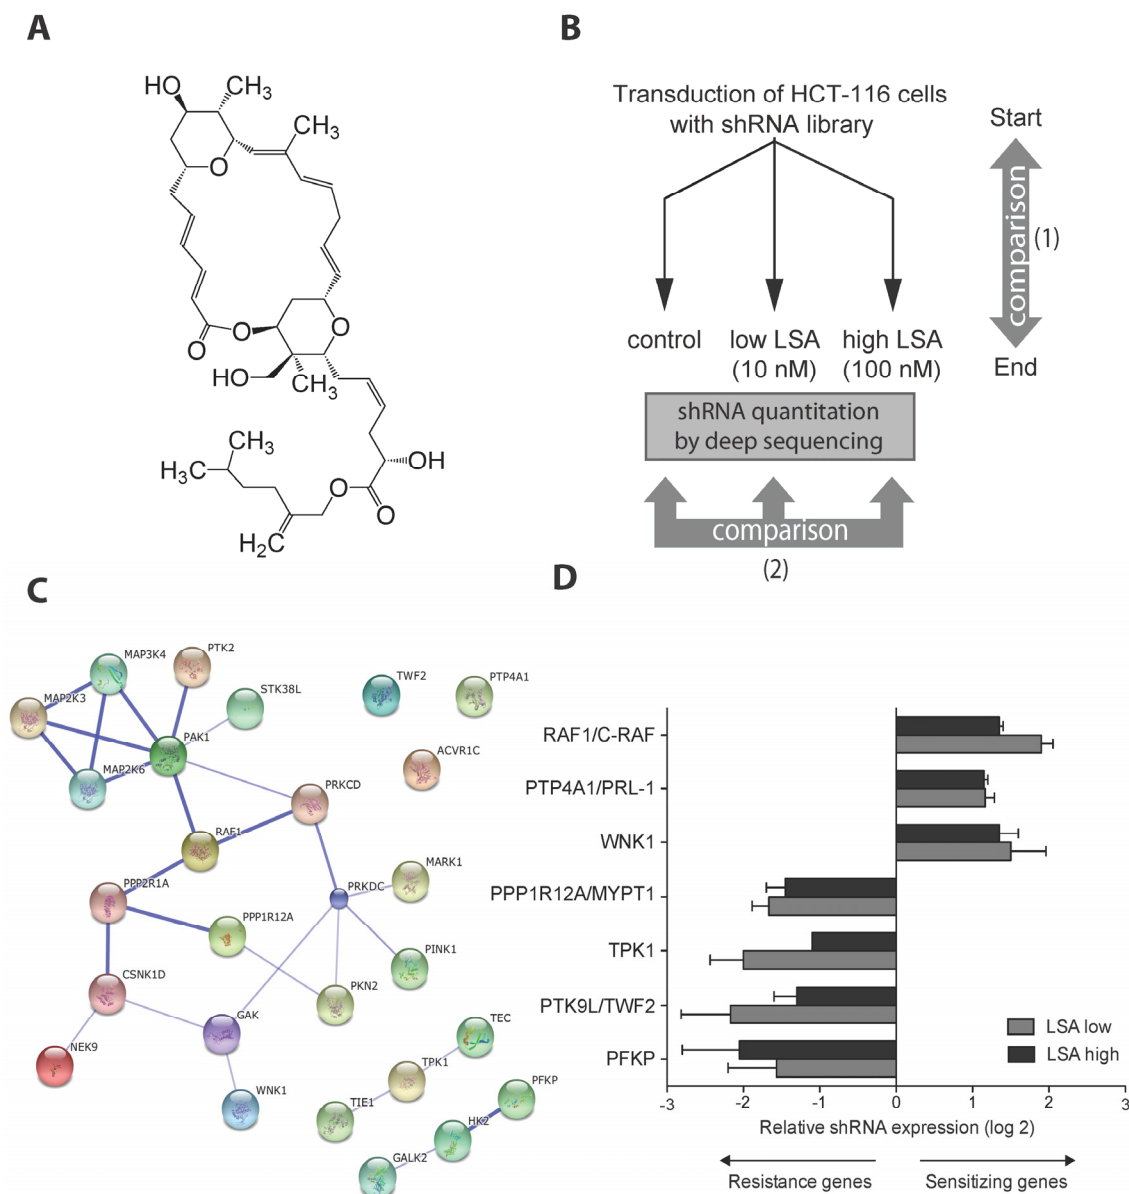 A
HO
CH₃
CH₃
O
O
O
O
HO
CH₃
CH₃
H₃C
OH
O
O
H₂C
B
Transduction of HCT-116 cells
with shRNA library
Start
comparison
(1)
control
low LSA
(10 nM)
high LSA
(100 nM)
End
shRNA quantitation
by deep sequencing
comparison
(2)
C
MAP3K4
PTK2
TWF2
PTP4A1
STK38L
MAP2K3
PAK1
ACVR1C
MAP2K6
PRKCD
RAF1
MARK1
PPP2R1A
PRKDC
PPP1R12A
PINK1
CSNK1D
PKN2
GAK
TEC
NEK9
TPK1
WNK1
PFKP
TIE1
HK2
GALK2
D
RAF1/C-RAF
PTP4A1/PRL-1
WNK1
PPP1R12A/MYPT1
TPK1
PTK9L/TWF2
PFKP
LSA low
LSA high
-3
-2
-1
0
1
2
3
Relative shRNA expression (log 2)
Resistance genes
Sensitizing genes